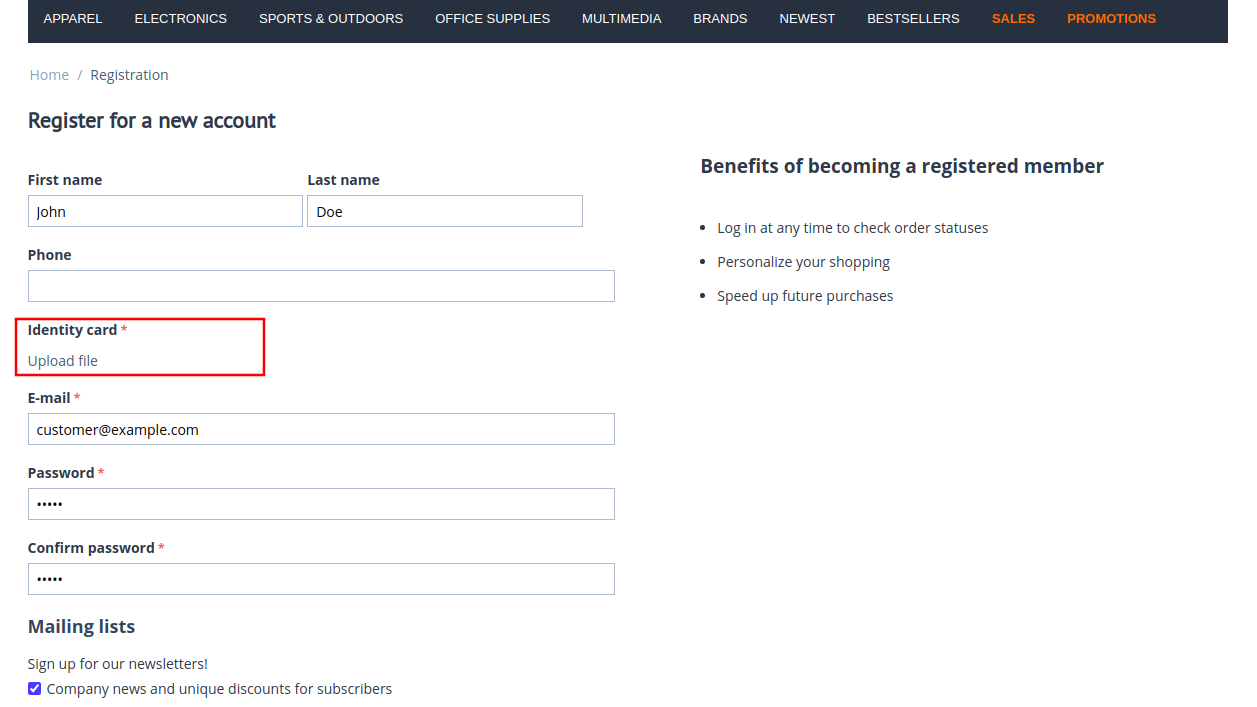 APPAREL ELECTRONICS SPORTS & OUTDOORS OFFICE SUPPLIES MULTIMEDIA BRANDS NEWEST BESTSELLERS SALES PROMOTIONS
Home / Registration
Register for a new account
First name Last name
John Doe
Phone
Identity card *
Upload file
E-mail *
customer@example.com
Password *
•••••
Confirm password *
•••••
Mailing lists
Sign up for our newsletters!
Company news and unique discounts for subscribers
Benefits of becoming a registered member
• Log in at any time to check order statuses
• Personalize your shopping
• Speed up future purchases